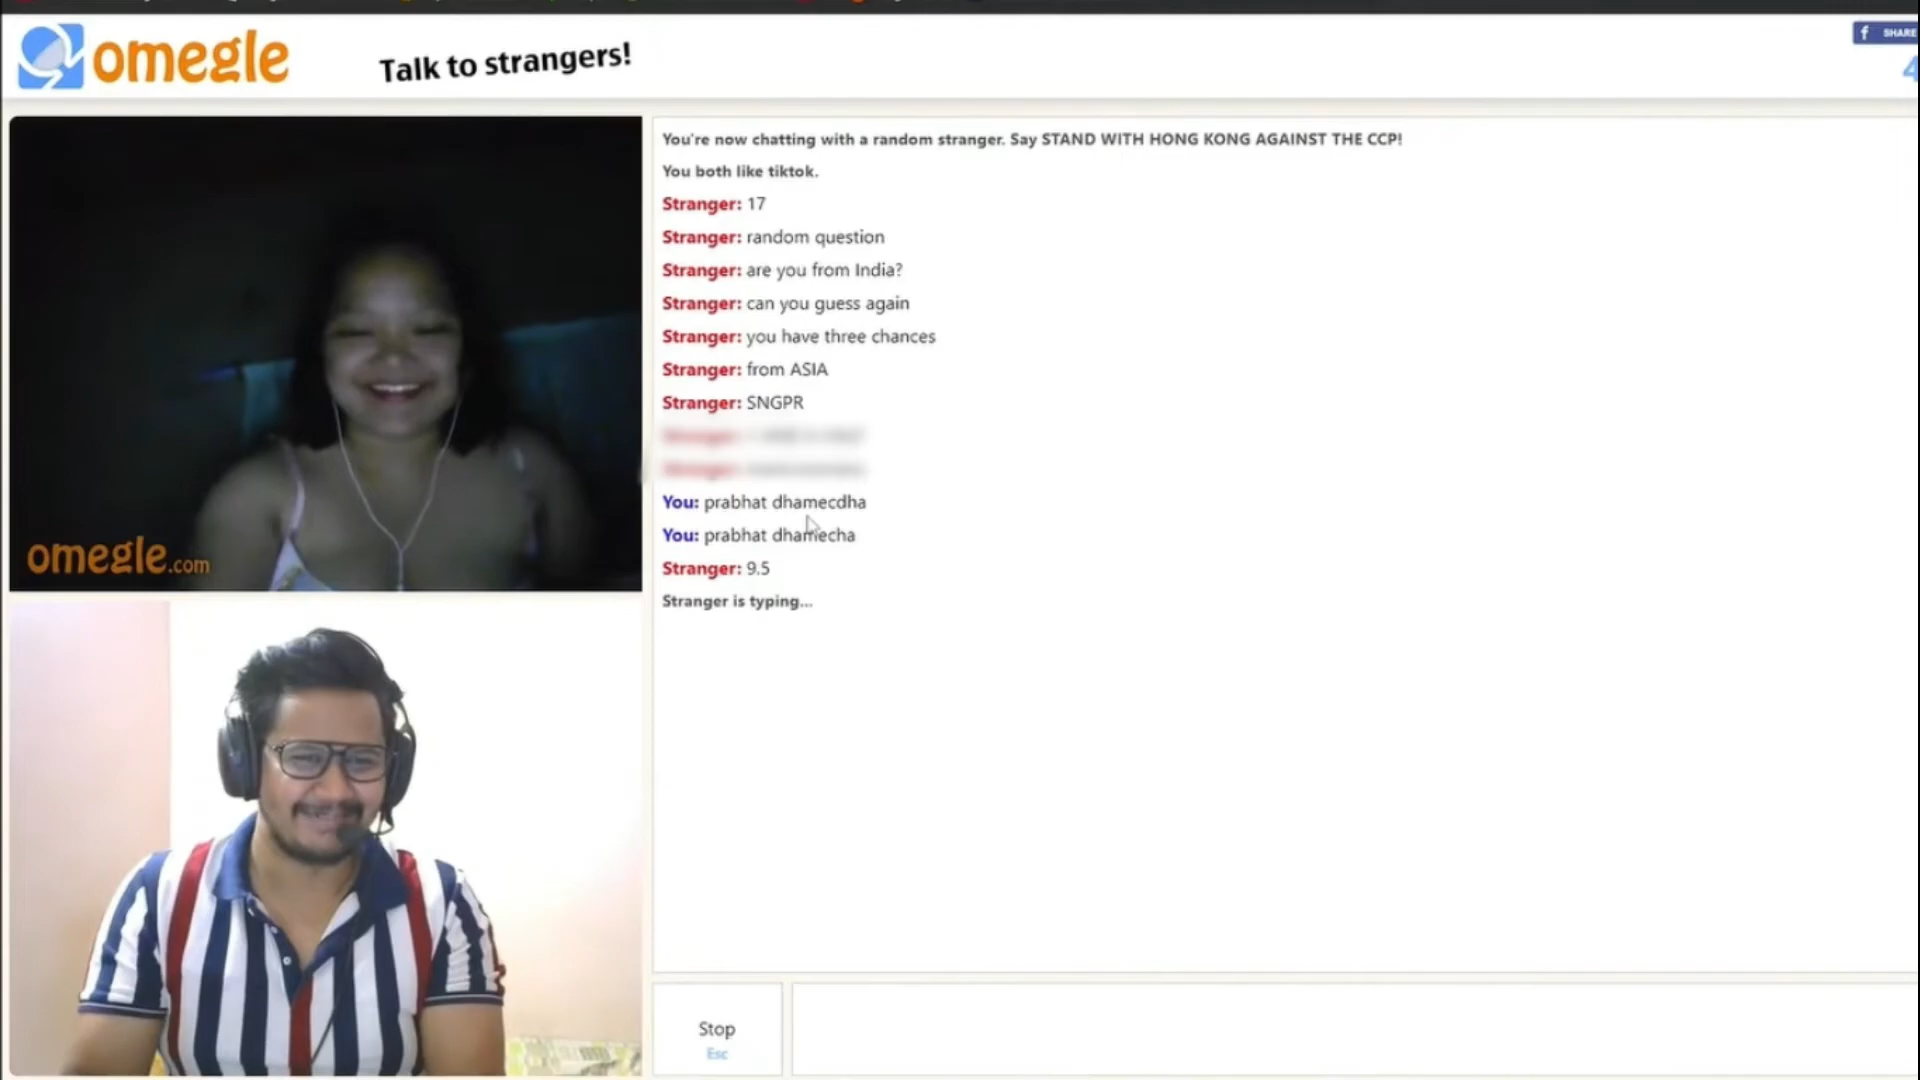 omegle
Talk to strangers!
SHARE
You're now chatting with a random stranger. Say STAND WITH HONG KONG AGAINST THE CCP!
You both like tiktok.
Stranger: 17
Stranger: random question
Stranger: are you from India?
Stranger: can you guess again
Stranger: you have three chances
Stranger: from ASIA
Stranger: SNGPR
You: prabhat dhamecdha
You: prabhat dhamecha
Stranger: 9.5
Stranger is typing...
omegle.com
Stop
Esc